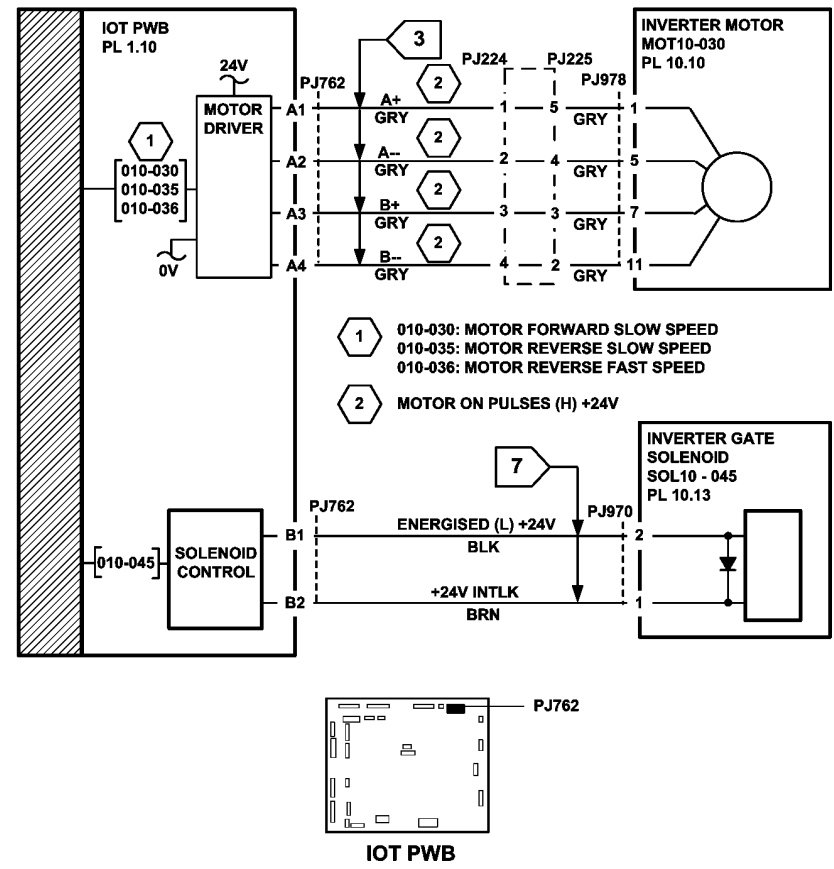 IOT PWB
PL 1.10
24V
MOTOR
DRIVER
1
010-030
010-035
010-036
0V
A1
A2
A3
A4
PJ762
3
A+
GRY
2
A--
GRY
2
B+
GRY
2
B--
GRY
2
PJ224
PJ225
1
5
GRY
2
4
GRY
3
3
GRY
4
2
GRY
PJ978
1
5
7
11
INVERTER MOTOR
MOT10-030
PL 10.10
1
010-030: MOTOR FORWARD SLOW SPEED
010-035: MOTOR REVERSE SLOW SPEED
010-036: MOTOR REVERSE FAST SPEED
2
MOTOR ON PULSES (H) +24V
010-045
SOLENOID
CONTROL
B1
B2
PJ762
7
ENERGISED (L) +24V
BLK
+24V INTLK
BRN
PJ970
2
1
INVERTER GATE
SOLENOID
SOL10 - 045
PL 10.13
PJ762
IOT PWB